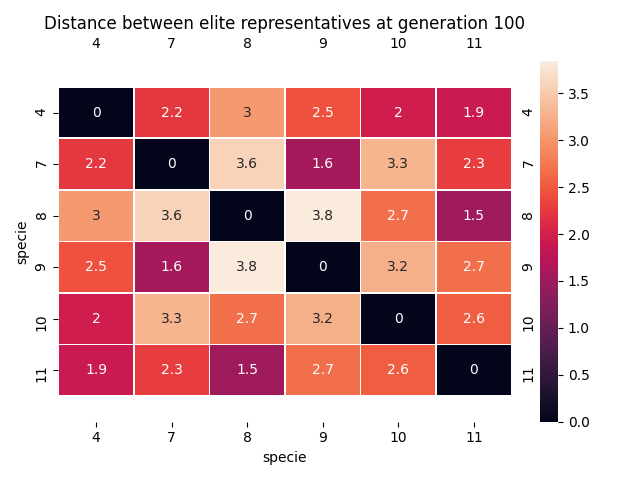 Distance between elite representatives at generation 100
4 7 8 9 10 11
4 0 2.2 3 2.5 2 1.9 4
7 2.2 0 3.6 1.6 3.3 2.3 7
8 3 3.6 0 3.8 2.7 1.5 8
9 2.5 1.6 3.8 0 3.2 2.7 9
10 2 3.3 2.7 3.2 0 2.6 10
11 1.9 2.3 1.5 2.7 2.6 0 11
4 7 8 9 10 11
specie
specie
3.5
3.0
2.5
2.0
1.5
1.0
0.5
0.0